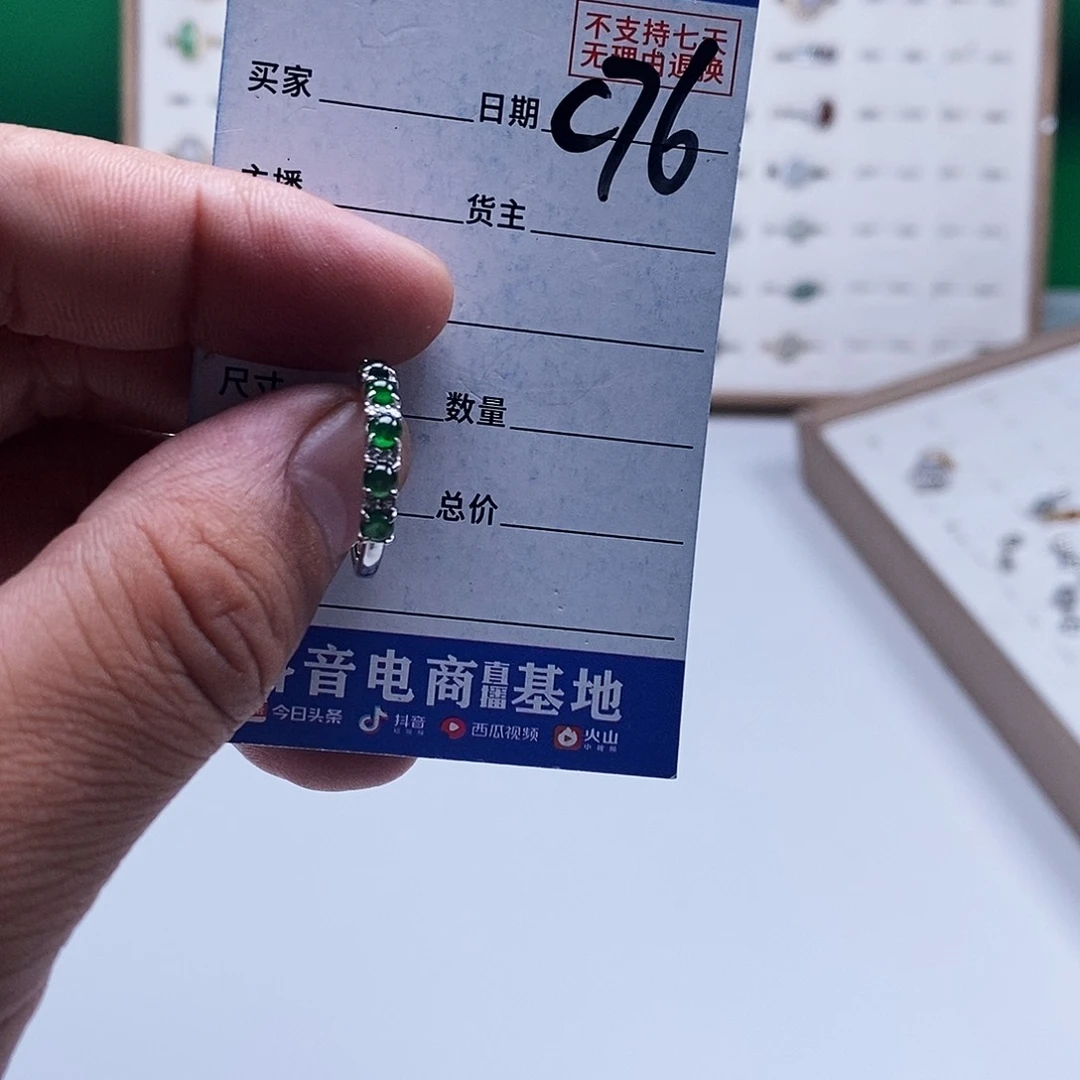 不支持七天
无理由退换
买家
日期
C76
主播
货主
尺寸
数量
总价
音电商直播基地
今日头条
抖音
西瓜视频
火山